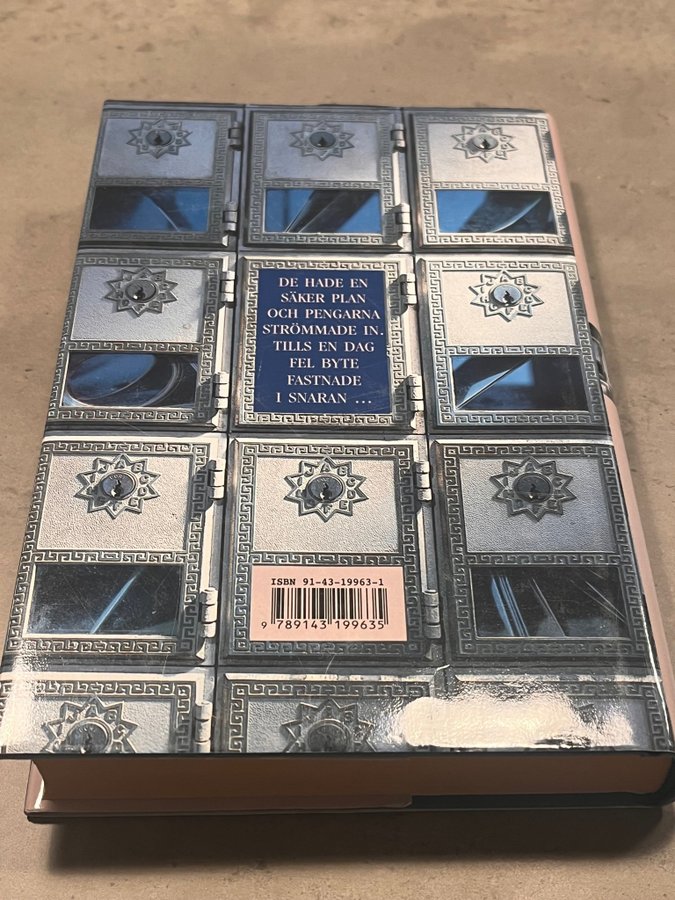 DE HADE EN
SÄKER PLAN
OCH PENGARNA
STRÖMMADE IN.
TILLS EN DAG
FEL BYTE
FASTNADE
I SNARAN ...
ISBN 91-43-19963-1
9 789143 199635